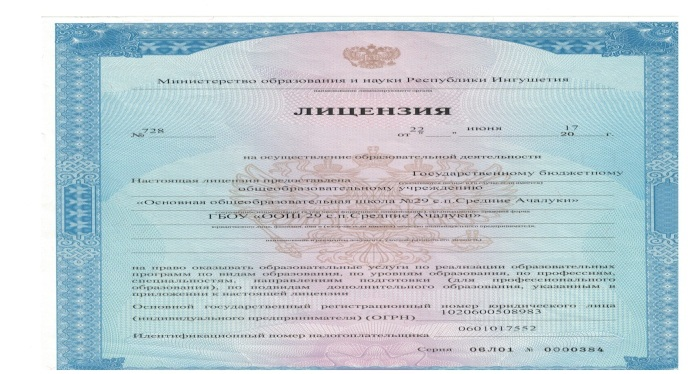 Министерство образования и науки Республики Ингушетия
ЛИЦЕНЗИЯ
№ 728 от " 22 " июня 20 17 г.
на осуществление образовательной деятельности
Настоящая лицензия предоставлена Государственному бюджетному
общеобразовательному учреждению
«Основная общеобразовательная школа №29 с.п.Средние Ачалуки»
ГБОУ «ООШ 29 с.п.Средние Ачалуки»
на право оказывать образовательные услуги по реализации образовательных
программ по видам образования, по уровням образования, по профессиям,
специальностям, направлениям подготовки (для профессионального
образования), по подвидам дополнительного образования, указанным в
приложении к настоящей лицензии
Основной государственный регистрационный номер юридического лица
(индивидуального предпринимателя) (ОГРН) 1020600508983
Идентификационный номер налогоплательщика 0601017552
Серия 06Л01 № 0000384